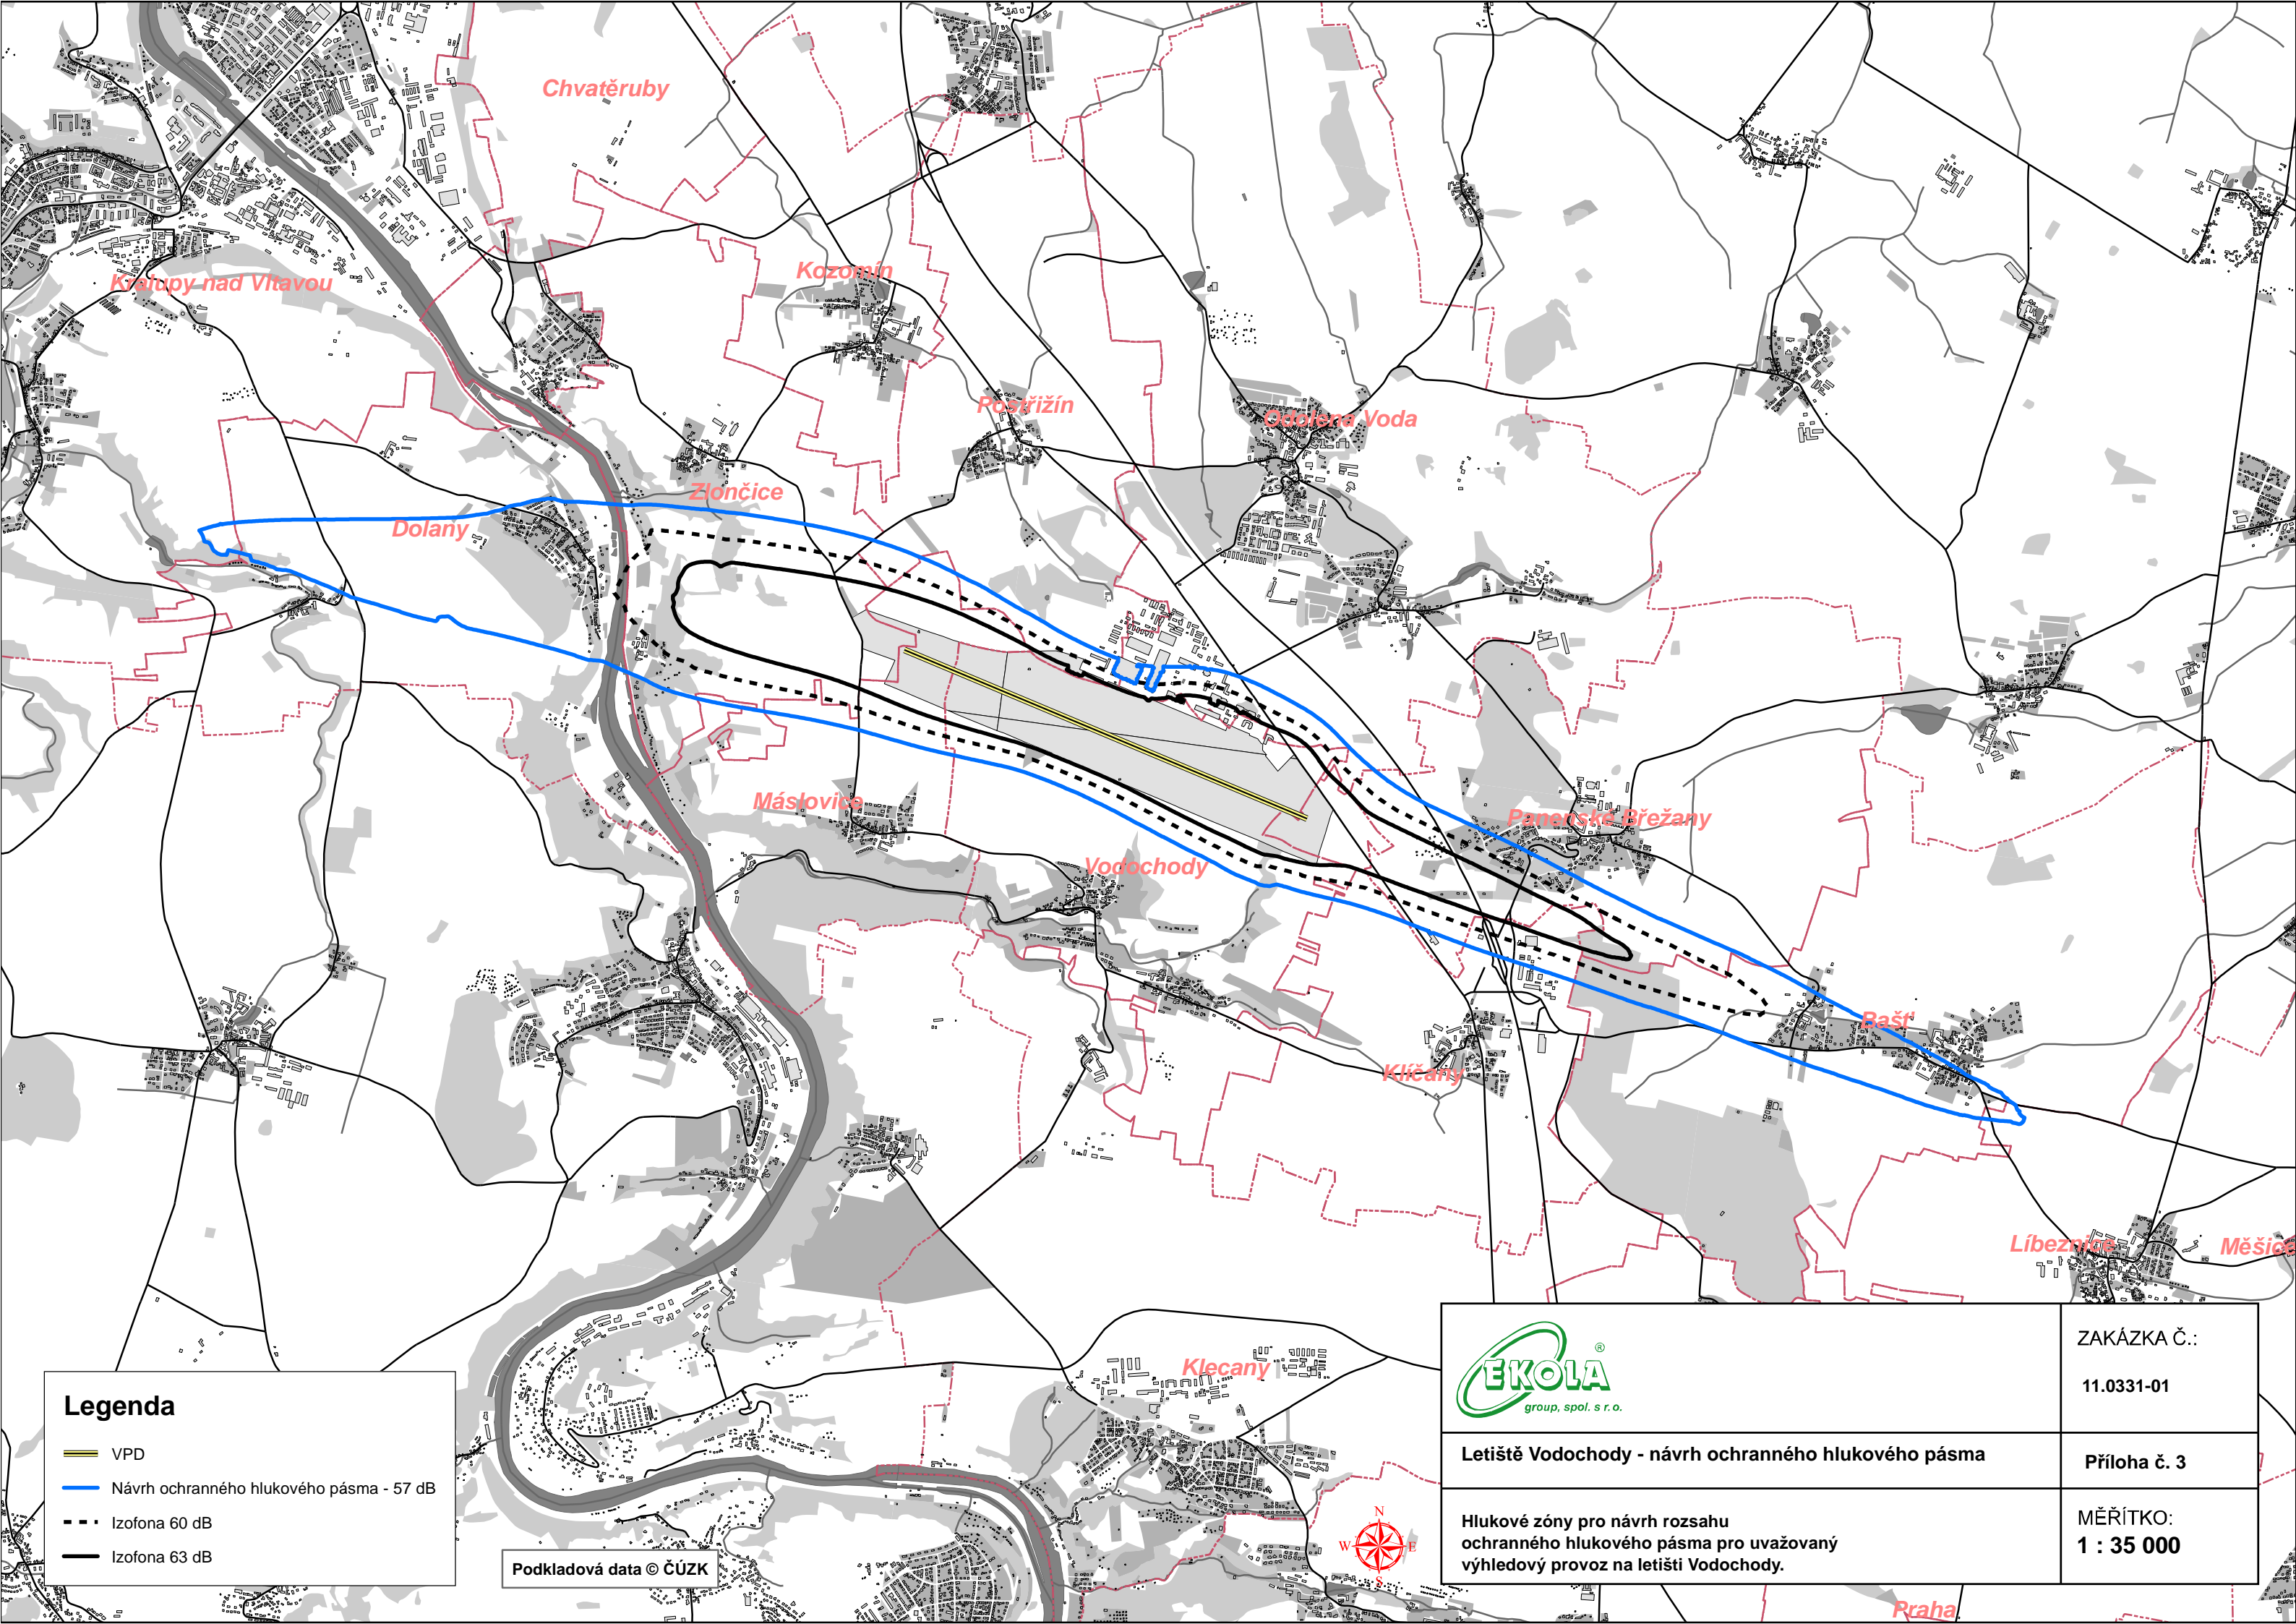 Chvatěruby
Kralupy nad Vltavou
Kozomín
Postřižín
Odolena Voda
Zlončice
Dolany
Máslovice
Panenské Břežany
Vodochody
Bašť
Klíčany
Líbeznice
Měšice
Klecany
Praha
Legenda
VPD
Návrh ochranného hlukového pásma - 57 dB
Izofona 60 dB
Izofona 63 dB
Podkladová data © ČÚZK
N
W E
S
EKOLA ®
group, spol. s r.o.
ZAKÁZKA Č.:
11.0331-01
Letiště Vodochody - návrh ochranného hlukového pásma
Příloha č. 3
Hlukové zóny pro návrh rozsahu
ochranného hlukového pásma pro uvažovaný
výhledový provoz na letišti Vodochody.
MĚŘÍTKO:
1 : 35 000